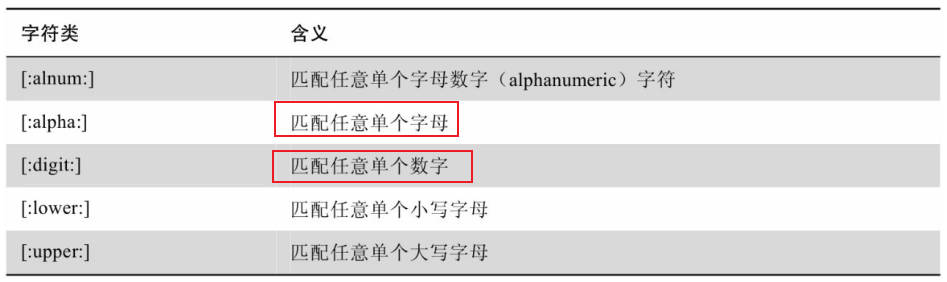 字符类 含义
[:alnum:] 匹配任意单个字母数字（alphanumeric）字符
[:alpha:] 匹配任意单个字母
[:digit:] 匹配任意单个数字
[:lower:] 匹配任意单个小写字母
[:upper:] 匹配任意单个大写字母